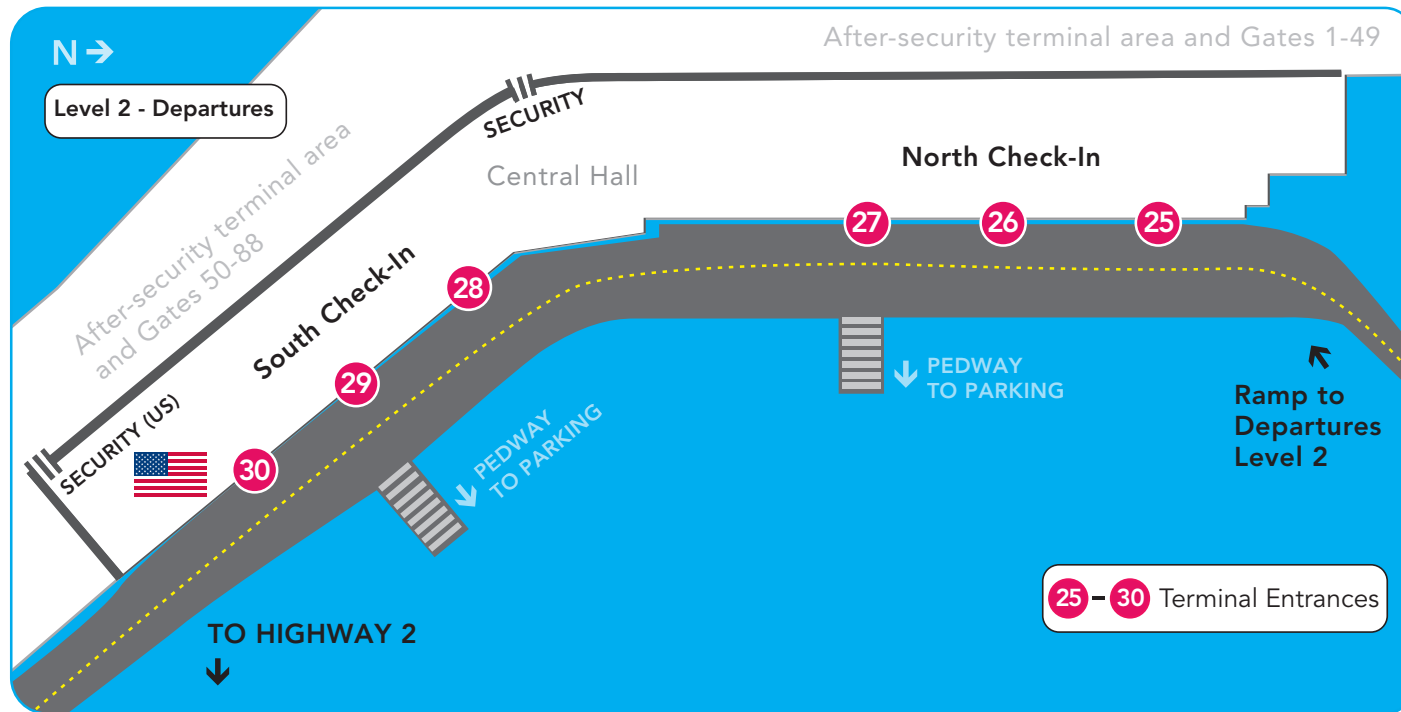 N
After-security terminal area and Gates 1-49
Level 2 - Departures
SECURITY
After-security terminal area
and Gates 50-88
Central Hall
North Check-In
27
26
25
South Check-In
28
29
30
SECURITY (US)
PEDWAY
TO PARKING
PEDWAY
TO PARKING
Ramp to
Departures
Level 2
25 – 30 Terminal Entrances
TO HIGHWAY 2